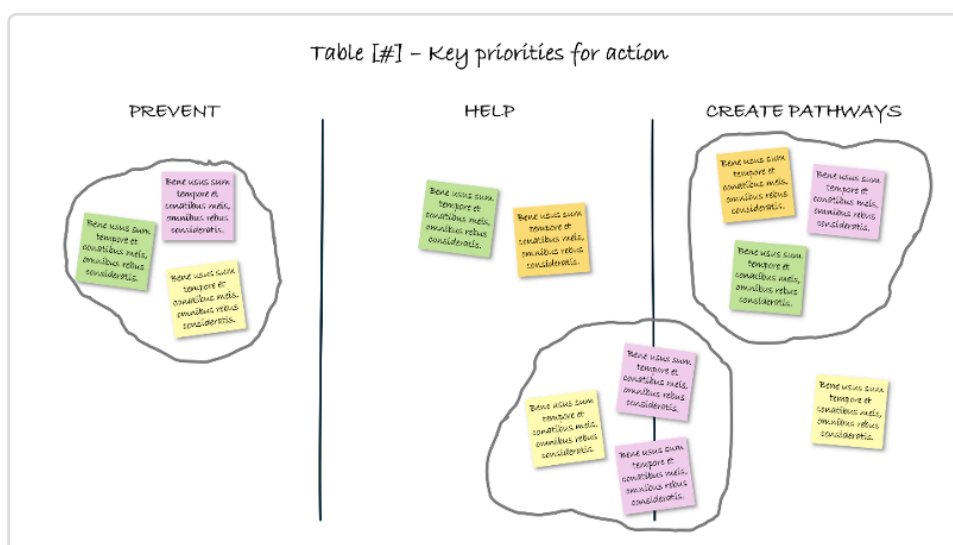 Table [#] – Key priorities for action
PREVENT
HELP
CREATE PATHWAYS
Bene usus sum
tempore et
conatibus meis,
omnibus rebus
consideratis.
Bene usus sum
tempore et
conatibus meis,
omnibus rebus
consideratis.
Bene usus sum
tempore et
conatibus meis,
omnibus rebus
consideratis.
Bene usus sum
tempore et
conatibus meis,
omnibus rebus
consideratis.
Bene usus sum
tempore et
conatibus meis,
omnibus rebus
consideratis.
Bene usus sum
tempore et
conatibus meis,
omnibus rebus
consideratis.
Bene usus sum
tempore et
conatibus meis,
omnibus rebus
consideratis.
Bene usus sum
tempore et
conatibus meis,
omnibus rebus
consideratis.
Bene usus sum
tempore et
conatibus meis,
omnibus rebus
consideratis.
Bene usus sum
tempore et
conatibus meis,
omnibus rebus
consideratis.
Bene usus sum
tempore et
conatibus meis,
omnibus rebus
consideratis.
Bene usus sum
tempore et
conatibus meis,
omnibus rebus
consideratis.